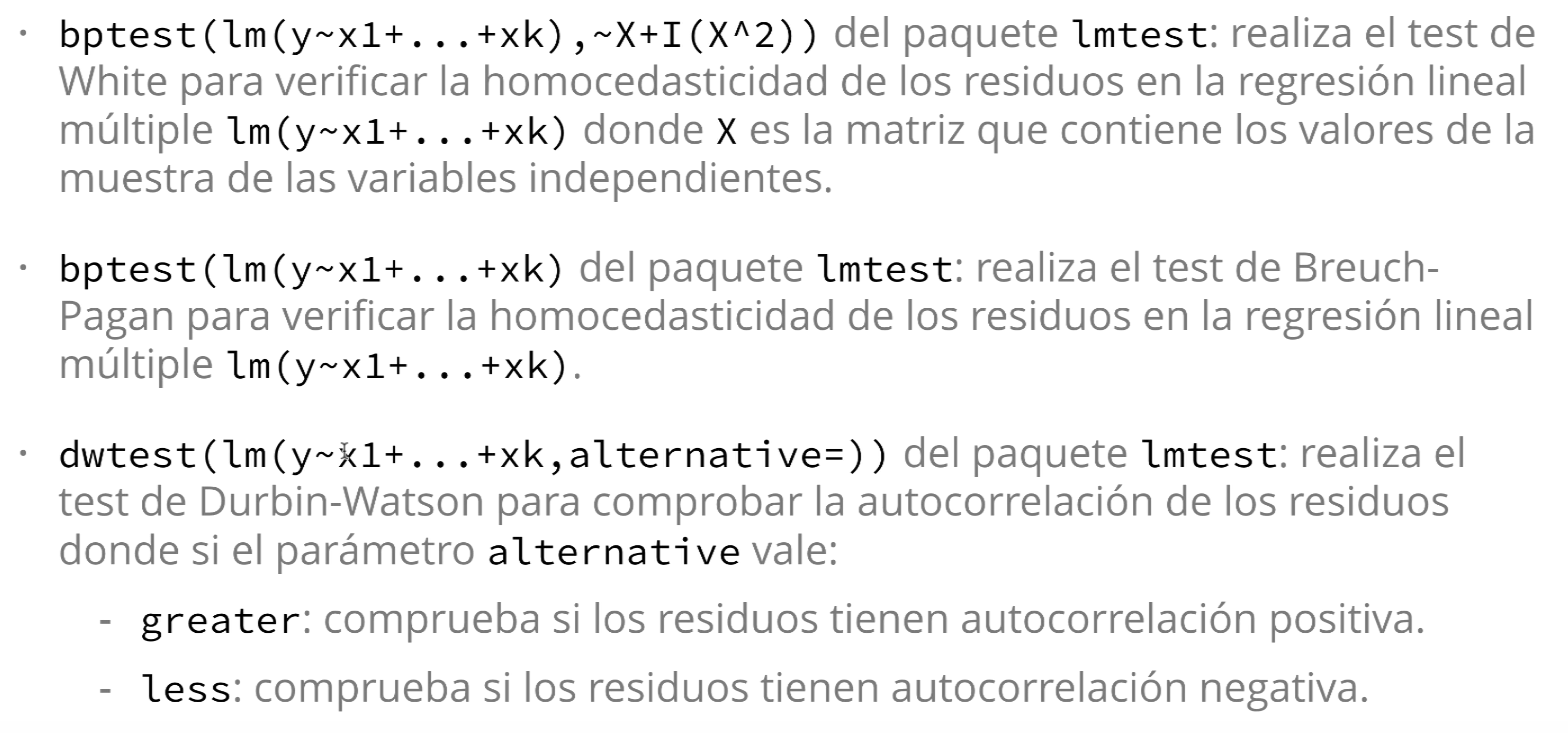 · bptest(lm(y~x1+...+xk),~X+I(X^2)) del paquete lmtest: realiza el test de
White para verificar la homocedasticidad de los residuos en la regresión lineal
múltiple lm(y~x1+...+xk) donde X es la matriz que contiene los valores de la
muestra de las variables independientes.
· bptest(lm(y~x1+...+xk) del paquete lmtest: realiza el test de Breuch-
Pagan para verificar la homocedasticidad de los residuos en la regresión lineal
múltiple lm(y~x1+...+xk).
· dwtest(lm(y~x1+...+xk,alternative=)) del paquete lmtest: realiza el
test de Durbin-Watson para comprobar la autocorrelación de los residuos
donde si el parámetro alternative vale:
- greater: comprueba si los residuos tienen autocorrelación positiva.
- less: comprueba si los residuos tienen autocorrelación negativa.